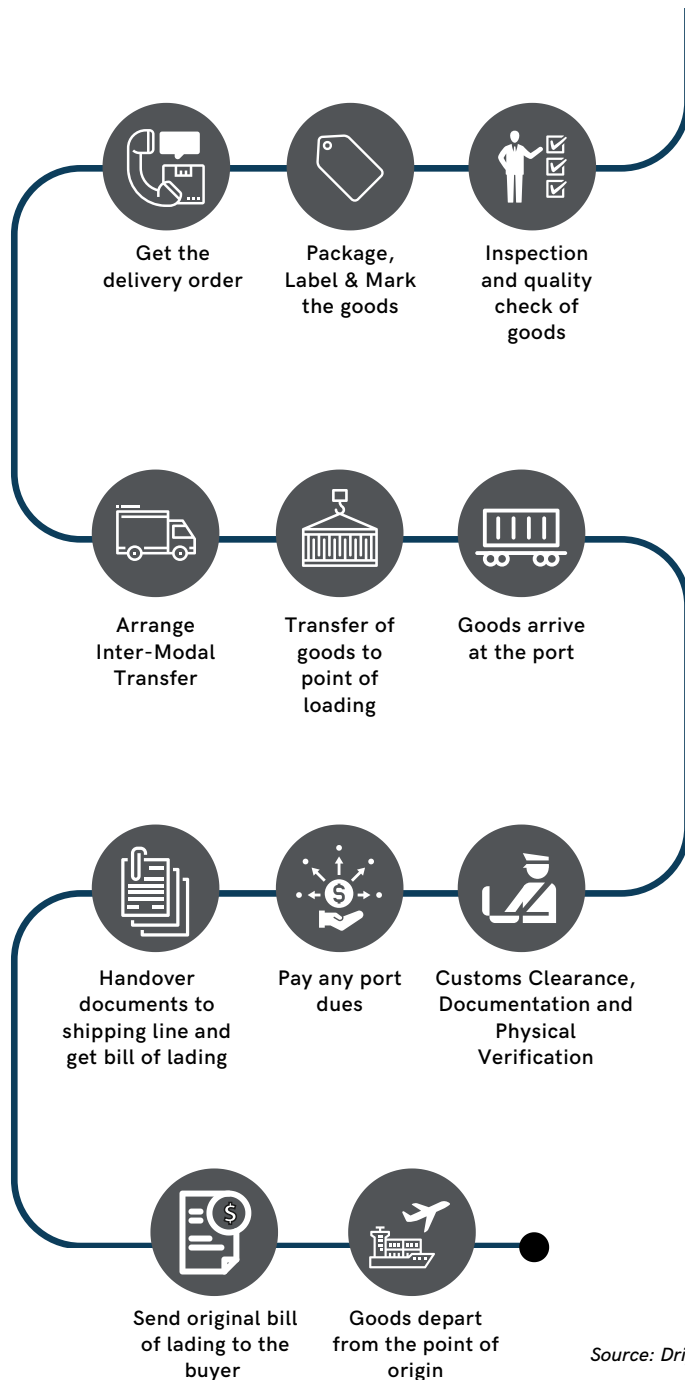 Get the
delivery order
Package,
Label & Mark
the goods
Inspection
and quality
check of
goods
Arrange
Inter-Modal
Transfer
Transfer of
goods to
point of
loading
Goods arrive
at the port
Handover
documents to
shipping line and
get bill of lading
Pay any port
dues
Customs Clearance,
Documentation and
Physical
Verification
Send original bill
of lading to the
buyer
Goods depart
from the point of
origin
Source: Dri